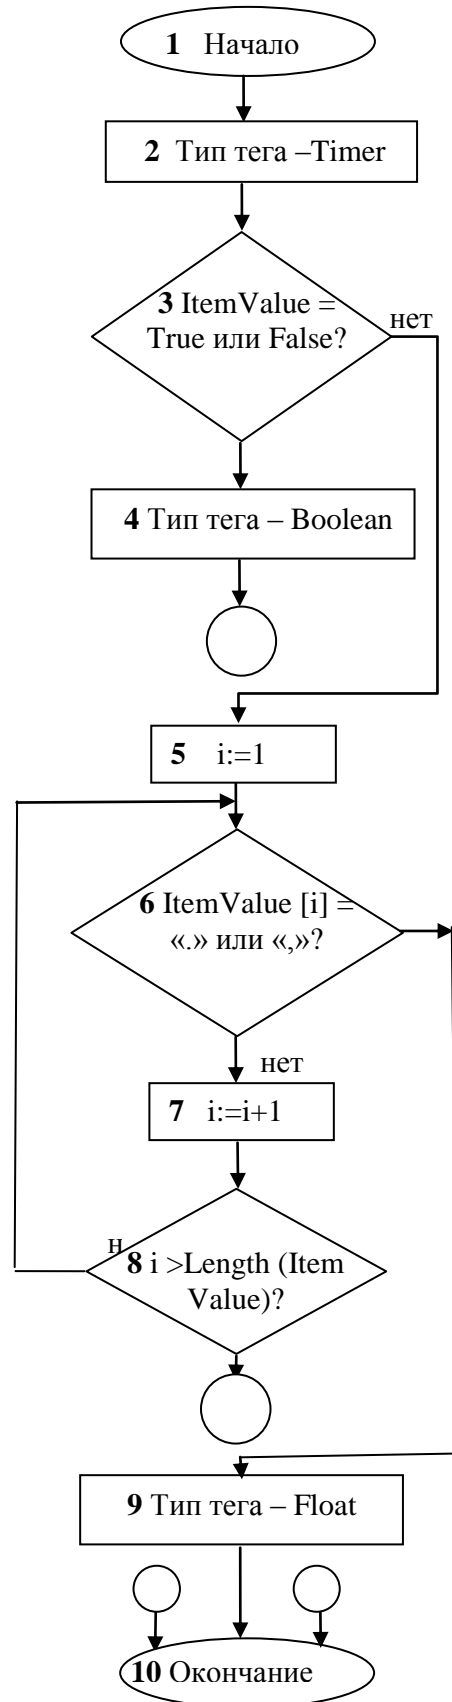 1 Начало
2 Тип тега –Timer
3 ItemValue =
True или False?
нет
4 Тип тега – Boolean
5 i:=1
6 ItemValue [i] =
«.» или «,»?
нет
7 i:=i+1
н
8 i >Length (Item
Value)?
9 Тип тега – Float
10 Окончание